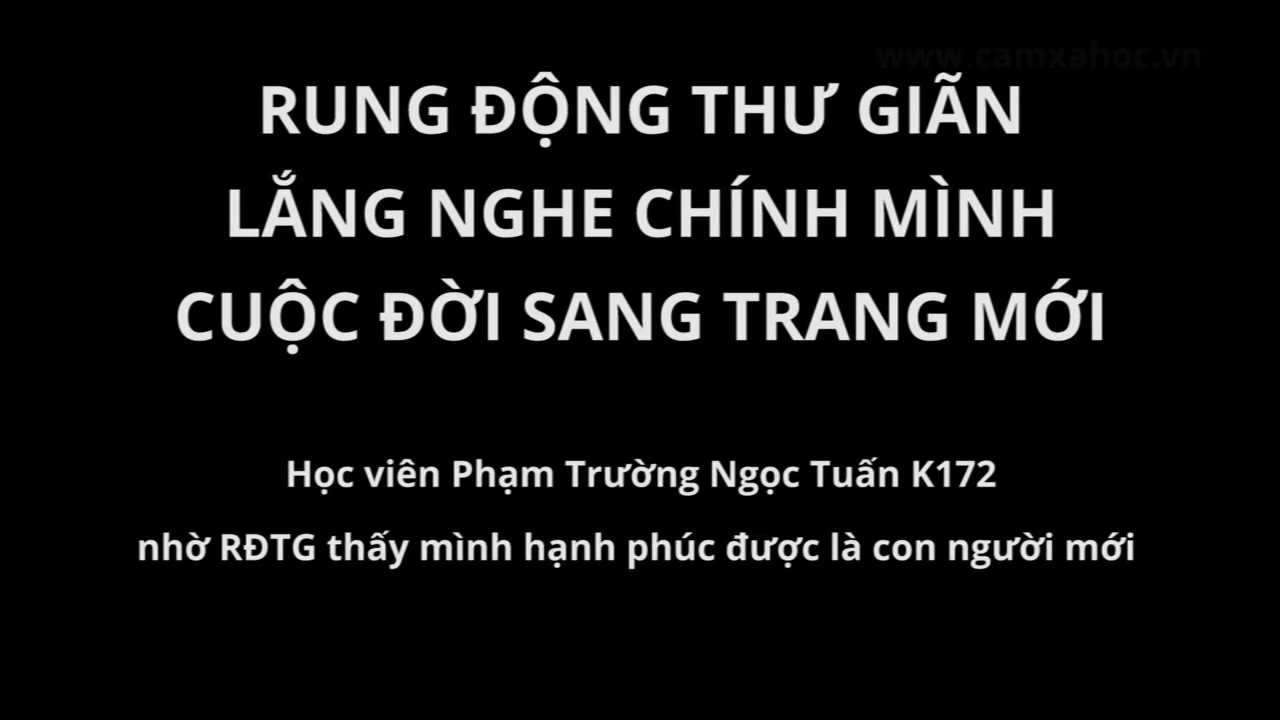 www.camxahoc.vn
RUNG ĐỘNG THƯ GIÃN
LẮNG NGHE CHÍNH MÌNH
CUỘC ĐỜI SANG TRANG MỚI
Học viên Phạm Trường Ngọc Tuấn K172
nhờ RĐTG thấy mình hạnh phúc được là con người mới